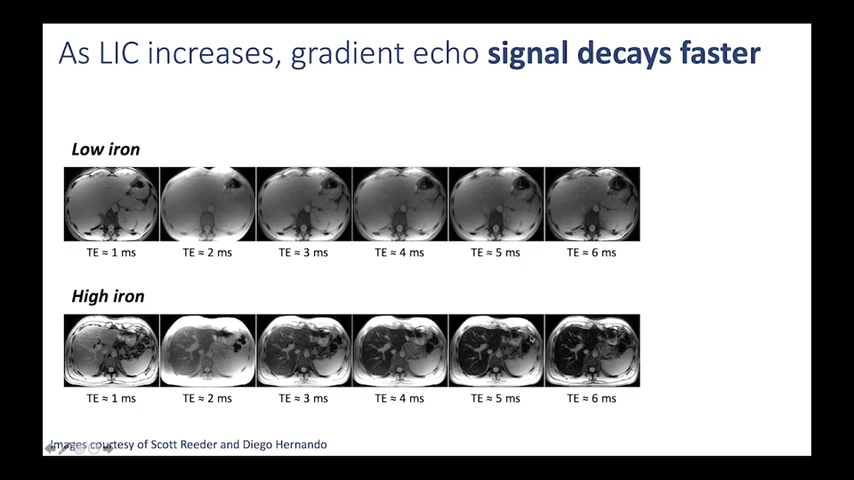 As LIC increases, gradient echo signal decays faster
Low iron
TE ≈ 1 ms TE ≈ 2 ms TE ≈ 3 ms TE ≈ 4 ms TE ≈ 5 ms TE ≈ 6 ms
High iron
TE ≈ 1 ms TE ≈ 2 ms TE ≈ 3 ms TE ≈ 4 ms TE ≈ 5 ms TE ≈ 6 ms
Images courtesy of Scott Reeder and Diego Hernando